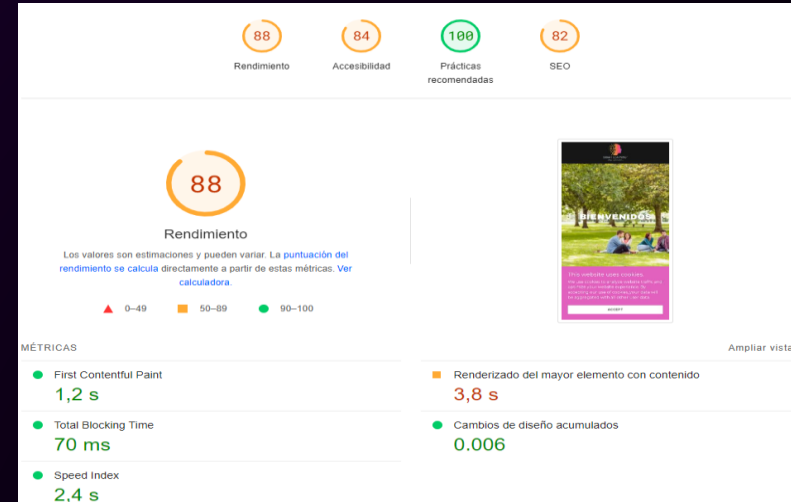 88
84
100
82
Rendimiento
Accesibilidad
Prácticas
recomendadas
SEO
88
Rendimiento
Los valores son estimaciones y pueden variar. La puntuación del
rendimiento se calcula directamente a partir de estas métricas. Ver
calculadora.
0–49
50–89
90–100
BIENVENIDOS
This website uses cookies.
ACCEPT
MÉTRICAS
Ampliar vista
First Contentful Paint
1,2 s
Renderizado del mayor elemento con contenido
3,8 s
Total Blocking Time
70 ms
Cambios de diseño acumulados
0.006
Speed Index
2,4 s